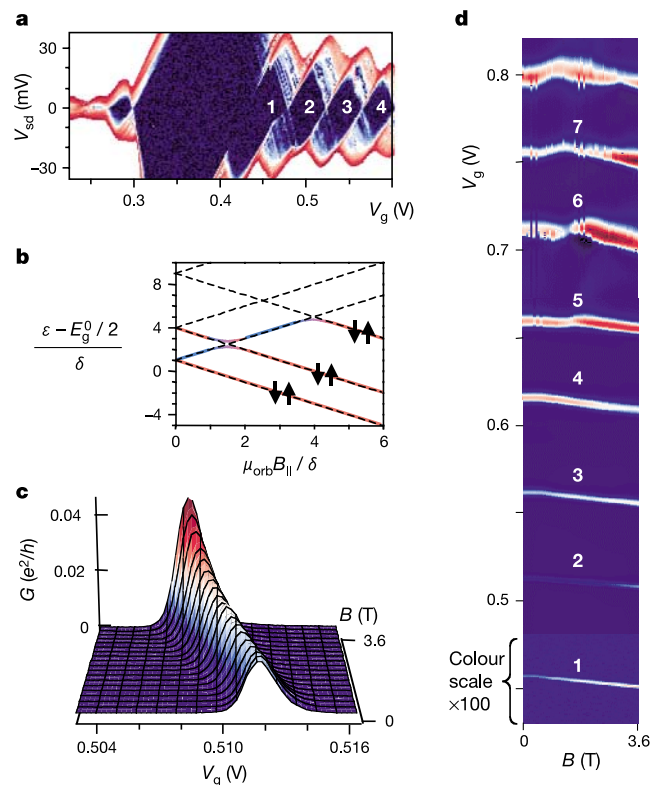 a
V_sd (mV)
30
0
−30
1 2 3 4
0.3 0.4 0.5
V_g (V)
b
ε − E_g^0 / 2
δ
8
4
0
−4
0 2 4 6
μ_orb B_|| / δ
c
G (e²/h)
0.04
0.02
0
B (T)
3.6
0
0.504 0.510 0.516
V_g (V)
d
V_g (V)
0.8
7
6
0.7
5
4
0.6
3
2
0.5
Colour
scale
×100
1
0 3.6
B (T)